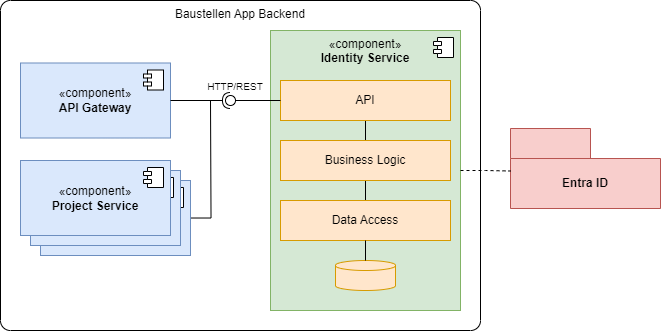 Baustellen App Backend
«component»
Identity Service
«component»
API Gateway
HTTP/REST
API
Business Logic
«component»
Project Service
Data Access
Entra ID